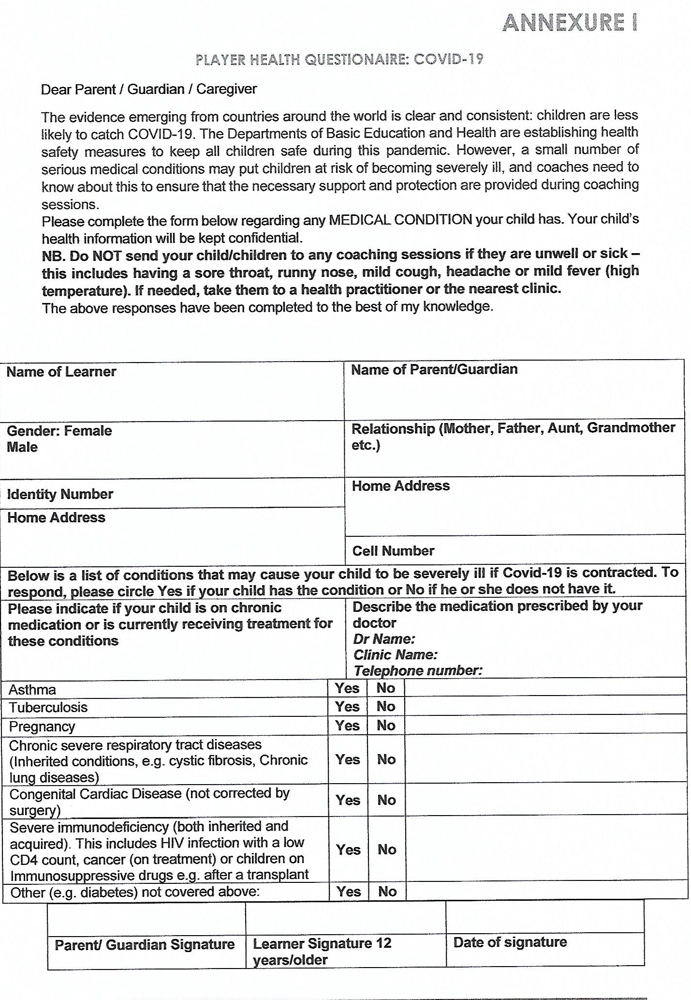 ANNEXURE I
PLAYER HEALTH QUESTIONAIRE: COVID-19
Dear Parent / Guardian / Caregiver
The evidence emerging from countries around the world is clear and consistent: children are less
likely to catch COVID-19. The Departments of Basic Education and Health are establishing health
safety measures to keep all children safe during this pandemic. However, a small number of
serious medical conditions may put children at risk of becoming severely ill, and coaches need to
know about this to ensure that the necessary support and protection are provided during coaching
sessions.
Please complete the form below regarding any MEDICAL CONDITION your child has. Your child's
health information will be kept confidential.
NB. Do NOT send your child/children to any coaching sessions if they are unwell or sick –
this includes having a sore throat, runny nose, mild cough, headache or mild fever (high
temperature). If needed, take them to a health practitioner or the nearest clinic.
The above responses have been completed to the best of my knowledge.
Name of Learner
Name of Parent/Guardian
Gender: Female
Male
Relationship (Mother, Father, Aunt, Grandmother
etc.)
Identity Number
Home Address
Home Address
Cell Number
Below is a list of conditions that may cause your child to be severely ill if Covid-19 is contracted. To
respond, please circle Yes if your child has the condition or No if he or she does not have it.
Please indicate if your child is on chronic
medication or is currently receiving treatment for
these conditions
Describe the medication prescribed by your
doctor
Dr Name:
Clinic Name:
Telephone number:
Asthma Yes No
Tuberculosis Yes No
Pregnancy Yes No
Chronic severe respiratory tract diseases
(Inherited conditions, e.g. cystic fibrosis, Chronic
lung diseases)
Yes No
Congenital Cardiac Disease (not corrected by
surgery)
Yes No
Severe immunodeficiency (both inherited and
acquired). This includes HIV infection with a low
CD4 count, cancer (on treatment) or children on
Immunosuppressive drugs e.g. after a transplant
Yes No
Other (e.g. diabetes) not covered above: Yes No
Parent/ Guardian Signature
Learner Signature 12
years/older
Date of signature